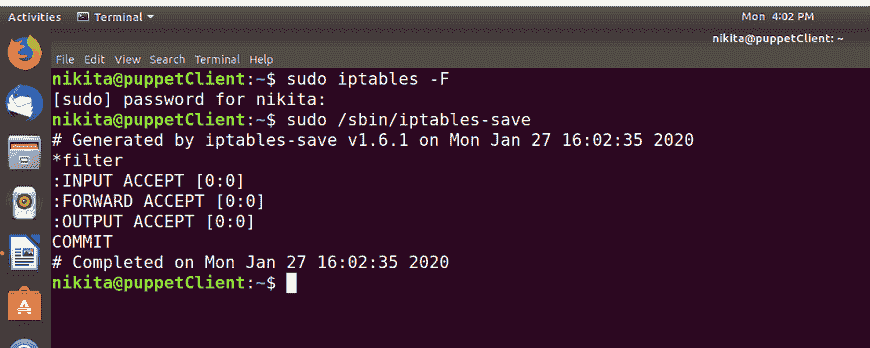 Activities Terminal Mon 4:02 PM
nikita@puppetClient: ~
File Edit View Search Terminal Help
nikita@puppetClient:~$ sudo iptables -F
[sudo] password for nikita:
nikita@puppetClient:~$ sudo /sbin/iptables-save
# Generated by iptables-save v1.6.1 on Mon Jan 27 16:02:35 2020
*filter
:INPUT ACCEPT [0:0]
:FORWARD ACCEPT [0:0]
:OUTPUT ACCEPT [0:0]
COMMIT
# Completed on Mon Jan 27 16:02:35 2020
nikita@puppetClient:~$